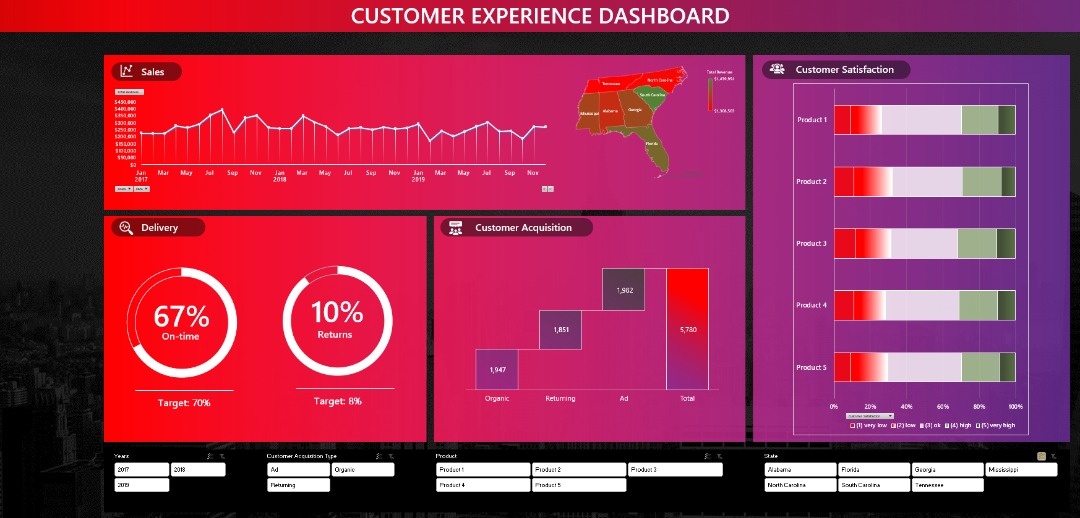 CUSTOMER EXPERIENCE DASHBOARD
Sales
$450,000
$400,000
$350,000
$300,000
$250,000
$200,000
$150,000
$100,000
$50,000
$0
Jan Mar May Jul Sep Nov Jan Mar May Jul Sep Nov Jan Mar May Jul Sep Nov
2017 2018 2019
Total Revenue
Tennessee
North Carolina
South Carolina
Mississippi
Alabama
Georgia
Florida
Customer Satisfaction
Product 1
Product 2
Product 3
Product 4
Product 5
0% 20% 40% 60% 80% 100%
Customer Satisfaction
(1) very low (2) low (3) ok (4) high (5) very high
Delivery
67%
On-time
Target: 70%
10%
Returns
Target: 8%
Customer Acquisition
1,982
1,851
5,780
1,947
Organic Returning Ad Total
Years
2017 2018
2019
Customer Acquisition Type
Ad Organic
Returning
Product
Product 1 Product 2 Product 3
Product 4 Product 5
State
Alabama Florida Georgia Mississippi
North Carolina South Carolina Tennessee